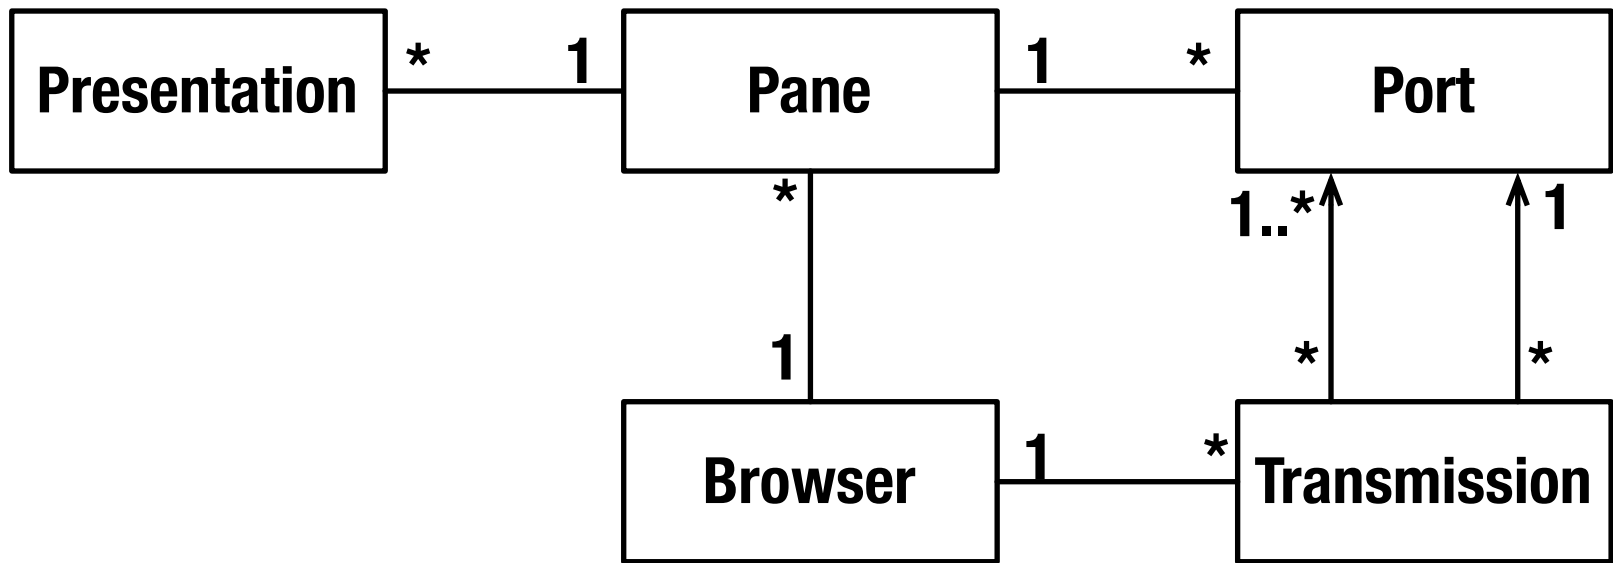 * 1 1 *
Presentation Pane Port
* 1..* 1
1 * *
1 *
Browser Transmission